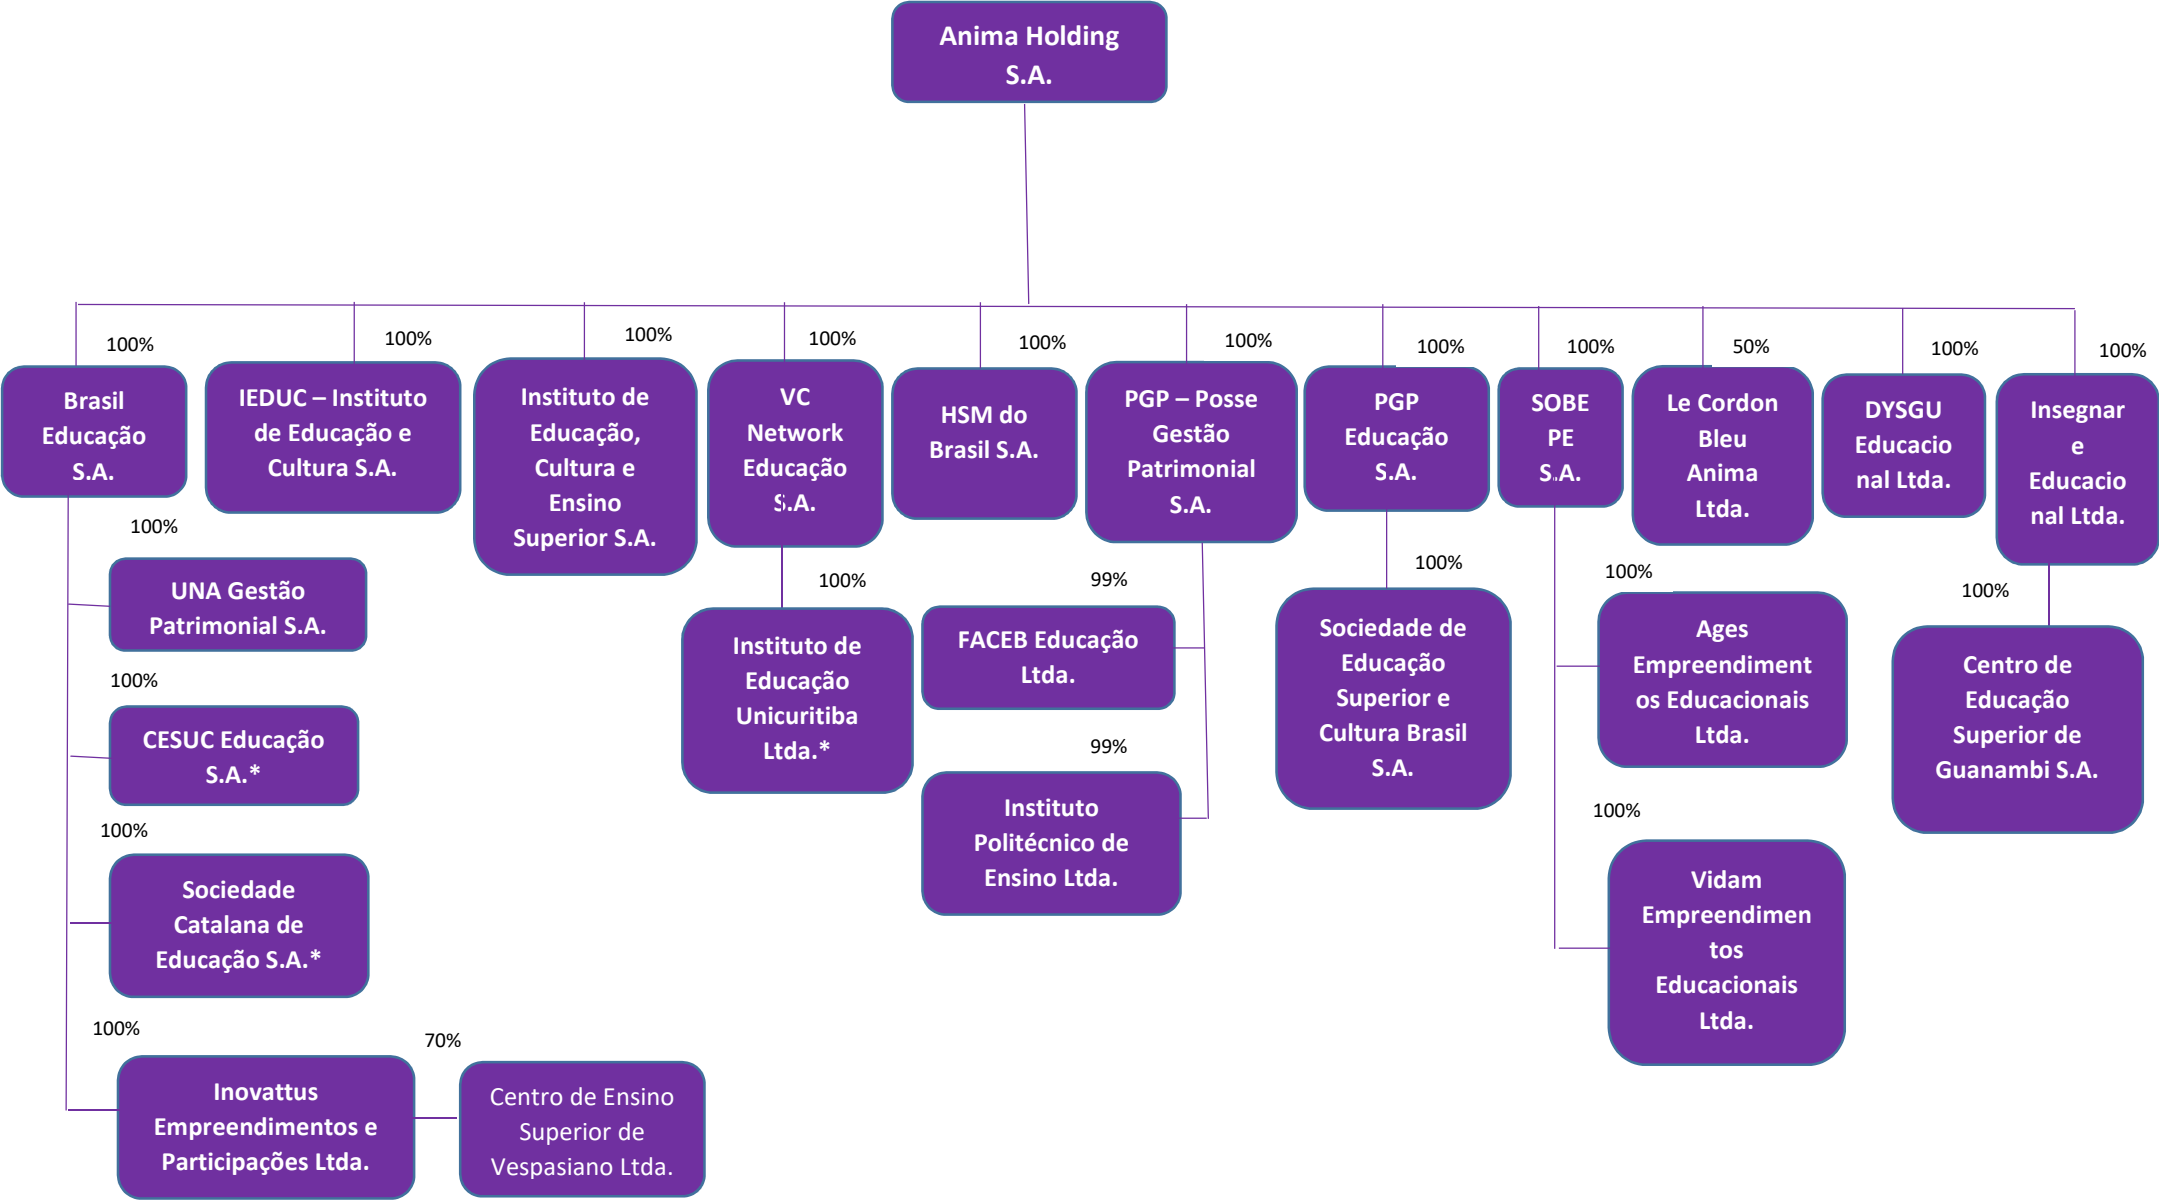 Anima Holding
S.A.
100%
Brasil
Educação
S.A.
100%
IEDUC – Instituto
de Educação e
Cultura S.A.
100%
Instituto de
Educação,
Cultura e
Ensino
Superior S.A.
100%
VC
Network
Educação
S.A.
100%
HSM do
Brasil S.A.
100%
PGP – Posse
Gestão
Patrimonial
S.A.
100%
PGP
Educação
S.A.
100%
SOBE
PE
S.A.
50%
Le Cordon
Bleu
Anima
Ltda.
100%
DYSGU
Educacio
nal Ltda.
100%
Insegnar
e
Educacio
nal Ltda.
100%
UNA Gestão
Patrimonial S.A.
100%
CESUC Educação
S.A.*
100%
Sociedade
Catalana de
Educação S.A.*
100%
Inovattus
Empreendimentos e
Participações Ltda.
70%
Centro de Ensino
Superior de
Vespasiano Ltda.
100%
Instituto de
Educação
Unicuritiba
Ltda.*
99%
FACEB Educação
Ltda.
99%
Instituto
Politécnico de
Ensino Ltda.
100%
Sociedade de
Educação
Superior e
Cultura Brasil
S.A.
100%
Ages
Empreendiment
os Educacionais
Ltda.
100%
Vidam
Empreendimen
tos
Educacionais
Ltda.
100%
Centro de
Educação
Superior de
Guanambi S.A.